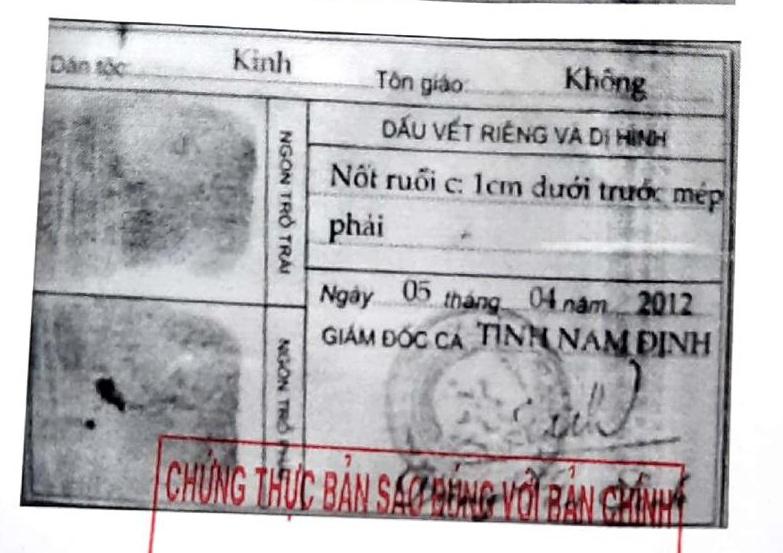 Dân tộc: Kinh Tôn giáo: Không
DẤU VẾT RIÊNG VÀ DỊ HÌNH
Nốt ruồi c: 1cm dưới trước mép
phải
Ngày 05 tháng 04 năm 2012
GIÁM ĐỐC CA TỈNH NAM ĐỊNH
NGÓN TRỎ TRÁI
NGÓN TRỎ
CHỨNG THỰC BẢN SAO ĐÚNG VỚI BẢN CHÍNH